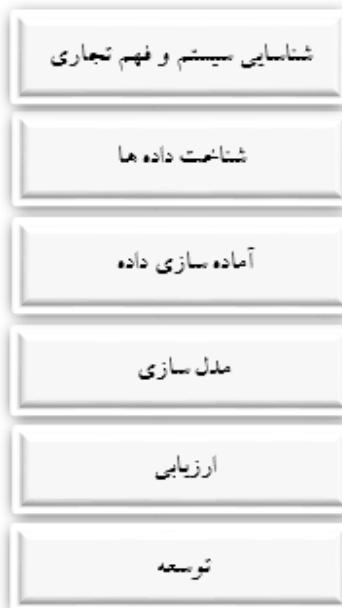 شناسایی سیستم و فهم تجاری
شناخت داده ها
آماده سازی داده
مدل سازی
ارزیابی
توسعه